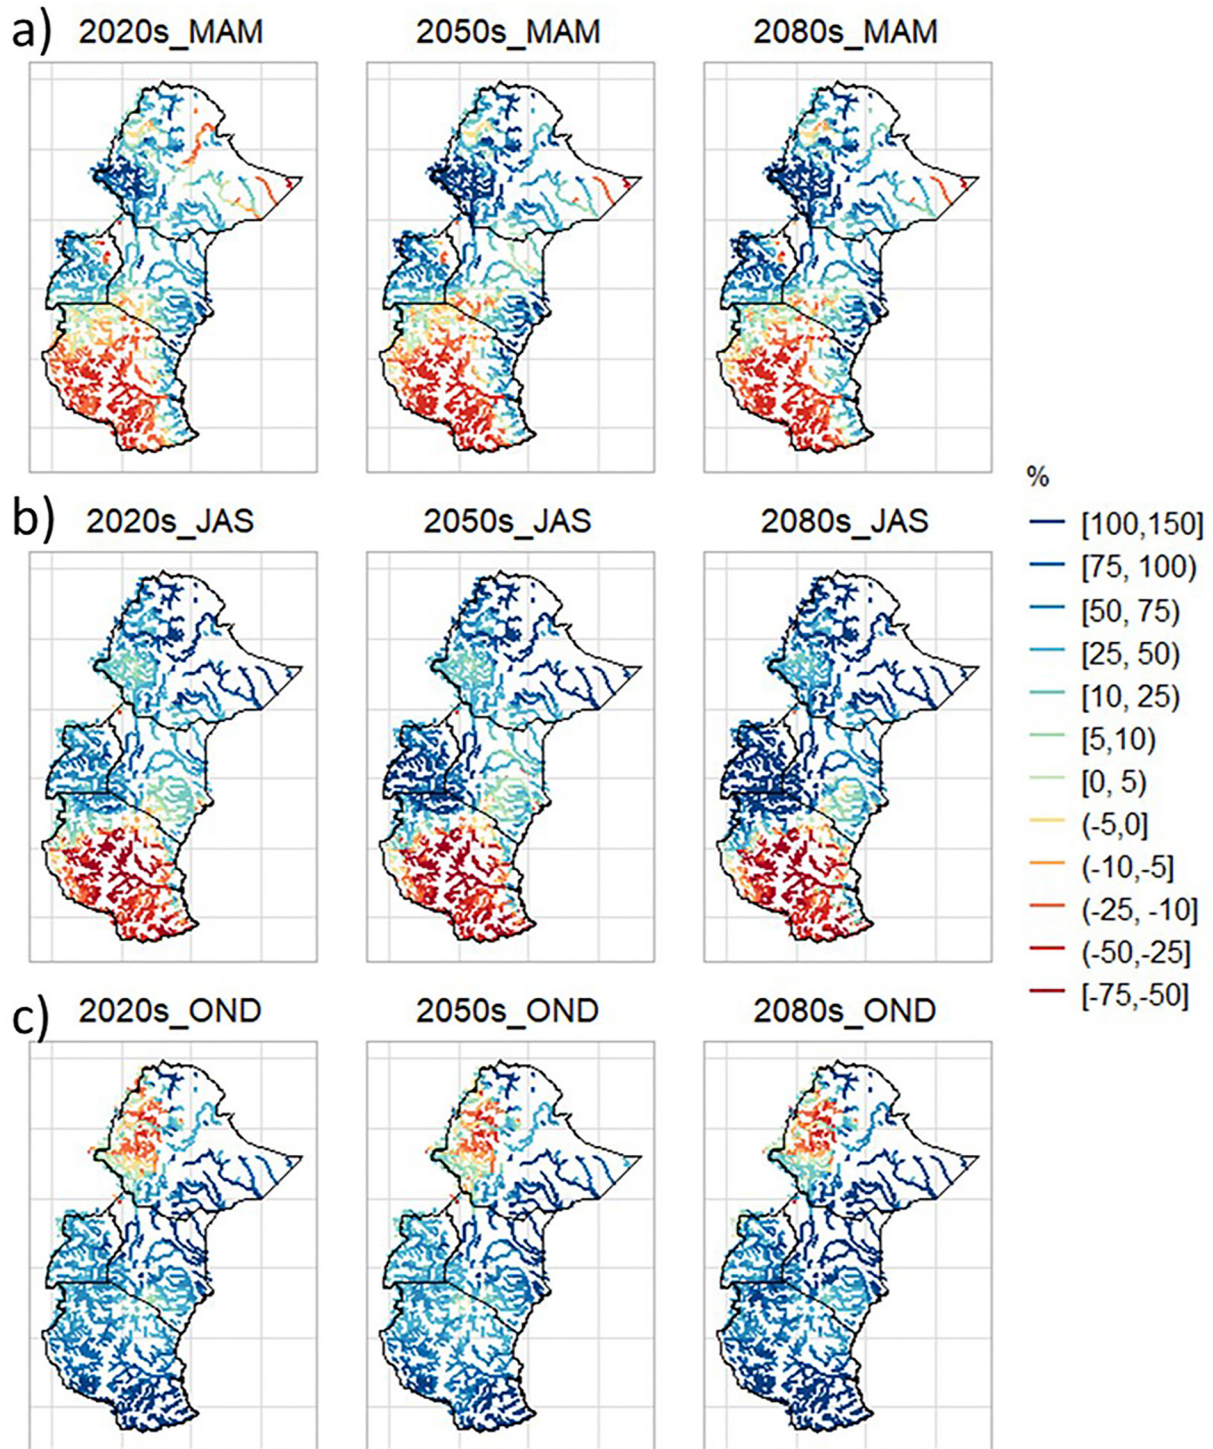 a)
2020s_MAM
2050s_MAM
2080s_MAM
b)
2020s_JAS
2050s_JAS
2080s_JAS
c)
2020s_OND
2050s_OND
2080s_OND
%
[100,150]
[75, 100)
[50, 75)
[25, 50)
[10, 25)
[5,10)
[0, 5)
(-5,0]
(-10,-5]
(-25, -10]
(-50,-25]
[-75,-50]